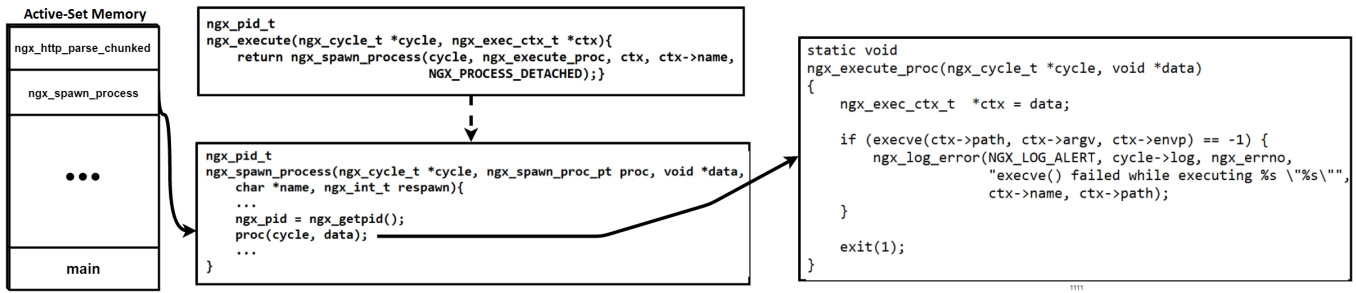 Active-Set Memory
ngx_http_parse_chunked
ngx_spawn_process
•••
main
ngx_pid_t
ngx_execute(ngx_cycle_t *cycle, ngx_exec_ctx_t *ctx){
    return ngx_spawn_process(cycle, ngx_execute_proc, ctx, ctx->name,
                             NGX_PROCESS_DETACHED);}
ngx_pid_t
ngx_spawn_process(ngx_cycle_t *cycle, ngx_spawn_proc_pt proc, void *data,
    char *name, ngx_int_t respawn){
    ...
    ngx_pid = ngx_getpid();
    proc(cycle, data);
    ...
}
static void
ngx_execute_proc(ngx_cycle_t *cycle, void *data)
{
    ngx_exec_ctx_t  *ctx = data;
    if (execve(ctx->path, ctx->argv, ctx->envp) == -1) {
        ngx_log_error(NGX_LOG_ALERT, cycle->log, ngx_errno,
                      "execve() failed while executing %s \"%s\"",
                      ctx->name, ctx->path);
    }
    exit(1);
}
1111